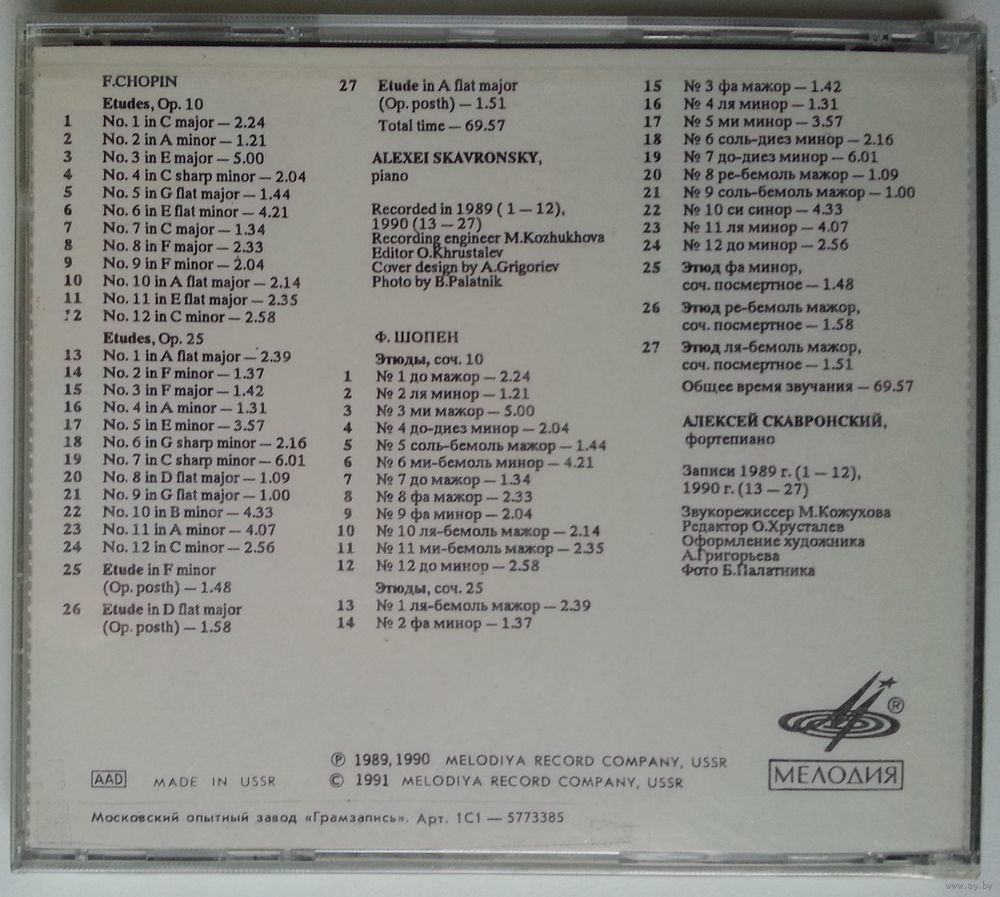 F.CHOPIN
Etudes, Op. 10
1 No. 1 in C major – 2.24
2 No. 2 in A minor – 1.21
3 No. 3 in E major – 5.00
4 No. 4 in C sharp minor – 2.04
5 No. 5 in G flat major – 1.44
6 No. 6 in E flat minor – 4.21
7 No. 7 in C major – 1.34
8 No. 8 in F major – 2.33
9 No. 9 in F minor – 2.04
10 No. 10 in A flat major – 2.14
11 No. 11 in E flat major – 2.35
12 No. 12 in C minor – 2.58
Etudes, Op. 25
13 No. 1 in A flat major – 2.39
14 No. 2 in F minor – 1.37
15 No. 3 in F major – 1.42
16 No. 4 in A minor – 1.31
17 No. 5 in E minor – 3.57
18 No. 6 in G sharp minor – 2.16
19 No. 7 in C sharp minor – 6.01
20 No. 8 in D flat major – 1.09
21 No. 9 in G flat major – 1.00
22 No. 10 in B minor – 4.33
23 No. 11 in A minor – 4.07
24 No. 12 in C minor – 2.56
25 Etude in F minor
(Op. posth) – 1.48
26 Etude in D flat major
(Op. posth) – 1.58
27 Etude in A flat major
(Op. posth) – 1.51
Total time – 69.57
ALEXEI SKAVRONSKY,
piano
Recorded in 1989 ( 1 – 12),
1990 (13 – 27)
Recording engineer M.Kozhukhova
Editor O.Khrustalev
Cover design by A.Grigoriev
Photo by B.Palatnik
Ф. ШОПЕН
Этюды, соч. 10
1 № 1 до мажор – 2.24
2 № 2 ля минор – 1.21
3 № 3 ми мажор – 5.00
4 № 4 до-диез минор – 2.04
5 № 5 соль-бемоль мажор – 1.44
6 № 6 ми-бемоль минор – 4.21
7 № 7 до мажор – 1.34
8 № 8 фа мажор – 2.33
9 № 9 фа минор – 2.04
10 № 10 ля-бемоль мажор – 2.14
11 № 11 ми-бемоль мажор – 2.35
12 № 12 до минор – 2.58
Этюды, соч. 25
13 № 1 ля-бемоль мажор – 2.39
14 № 2 фа минор – 1.37
15 № 3 фа мажор – 1.42
16 № 4 ля минор – 1.31
17 № 5 ми минор – 3.57
18 № 6 соль-диез минор – 2.16
19 № 7 до-диез минор – 6.01
20 № 8 ре-бемоль мажор – 1.09
21 № 9 соль-бемоль мажор – 1.00
22 № 10 си синор – 4.33
23 № 11 ля минор – 4.07
24 № 12 до минор – 2.56
25 Этюд фа минор,
соч. посмертное – 1.48
26 Этюд ре-бемоль мажор,
соч. посмертное – 1.58
27 Этюд ля-бемоль мажор,
соч. посмертное – 1.51
Общее время звучания – 69.57
АЛЕКСЕЙ СКАВРОНСКИЙ,
фортепиано
Записи 1989 г. (1 – 12),
1990 г. (13 – 27)
Звукорежиссер М.Кожухова
Редактор О.Хрусталев
Оформление художника
А.Григорьева
Фото Б.Палатника
®
МЕЛОДИЯ
AAD MADE IN USSR
℗ 1989, 1990 MELODIYA RECORD COMPANY, USSR
© 1991 MELODIYA RECORD COMPANY, USSR
Московский опытный завод «Грамзапись». Арт. 1С1 — 5773385
www.ay.by